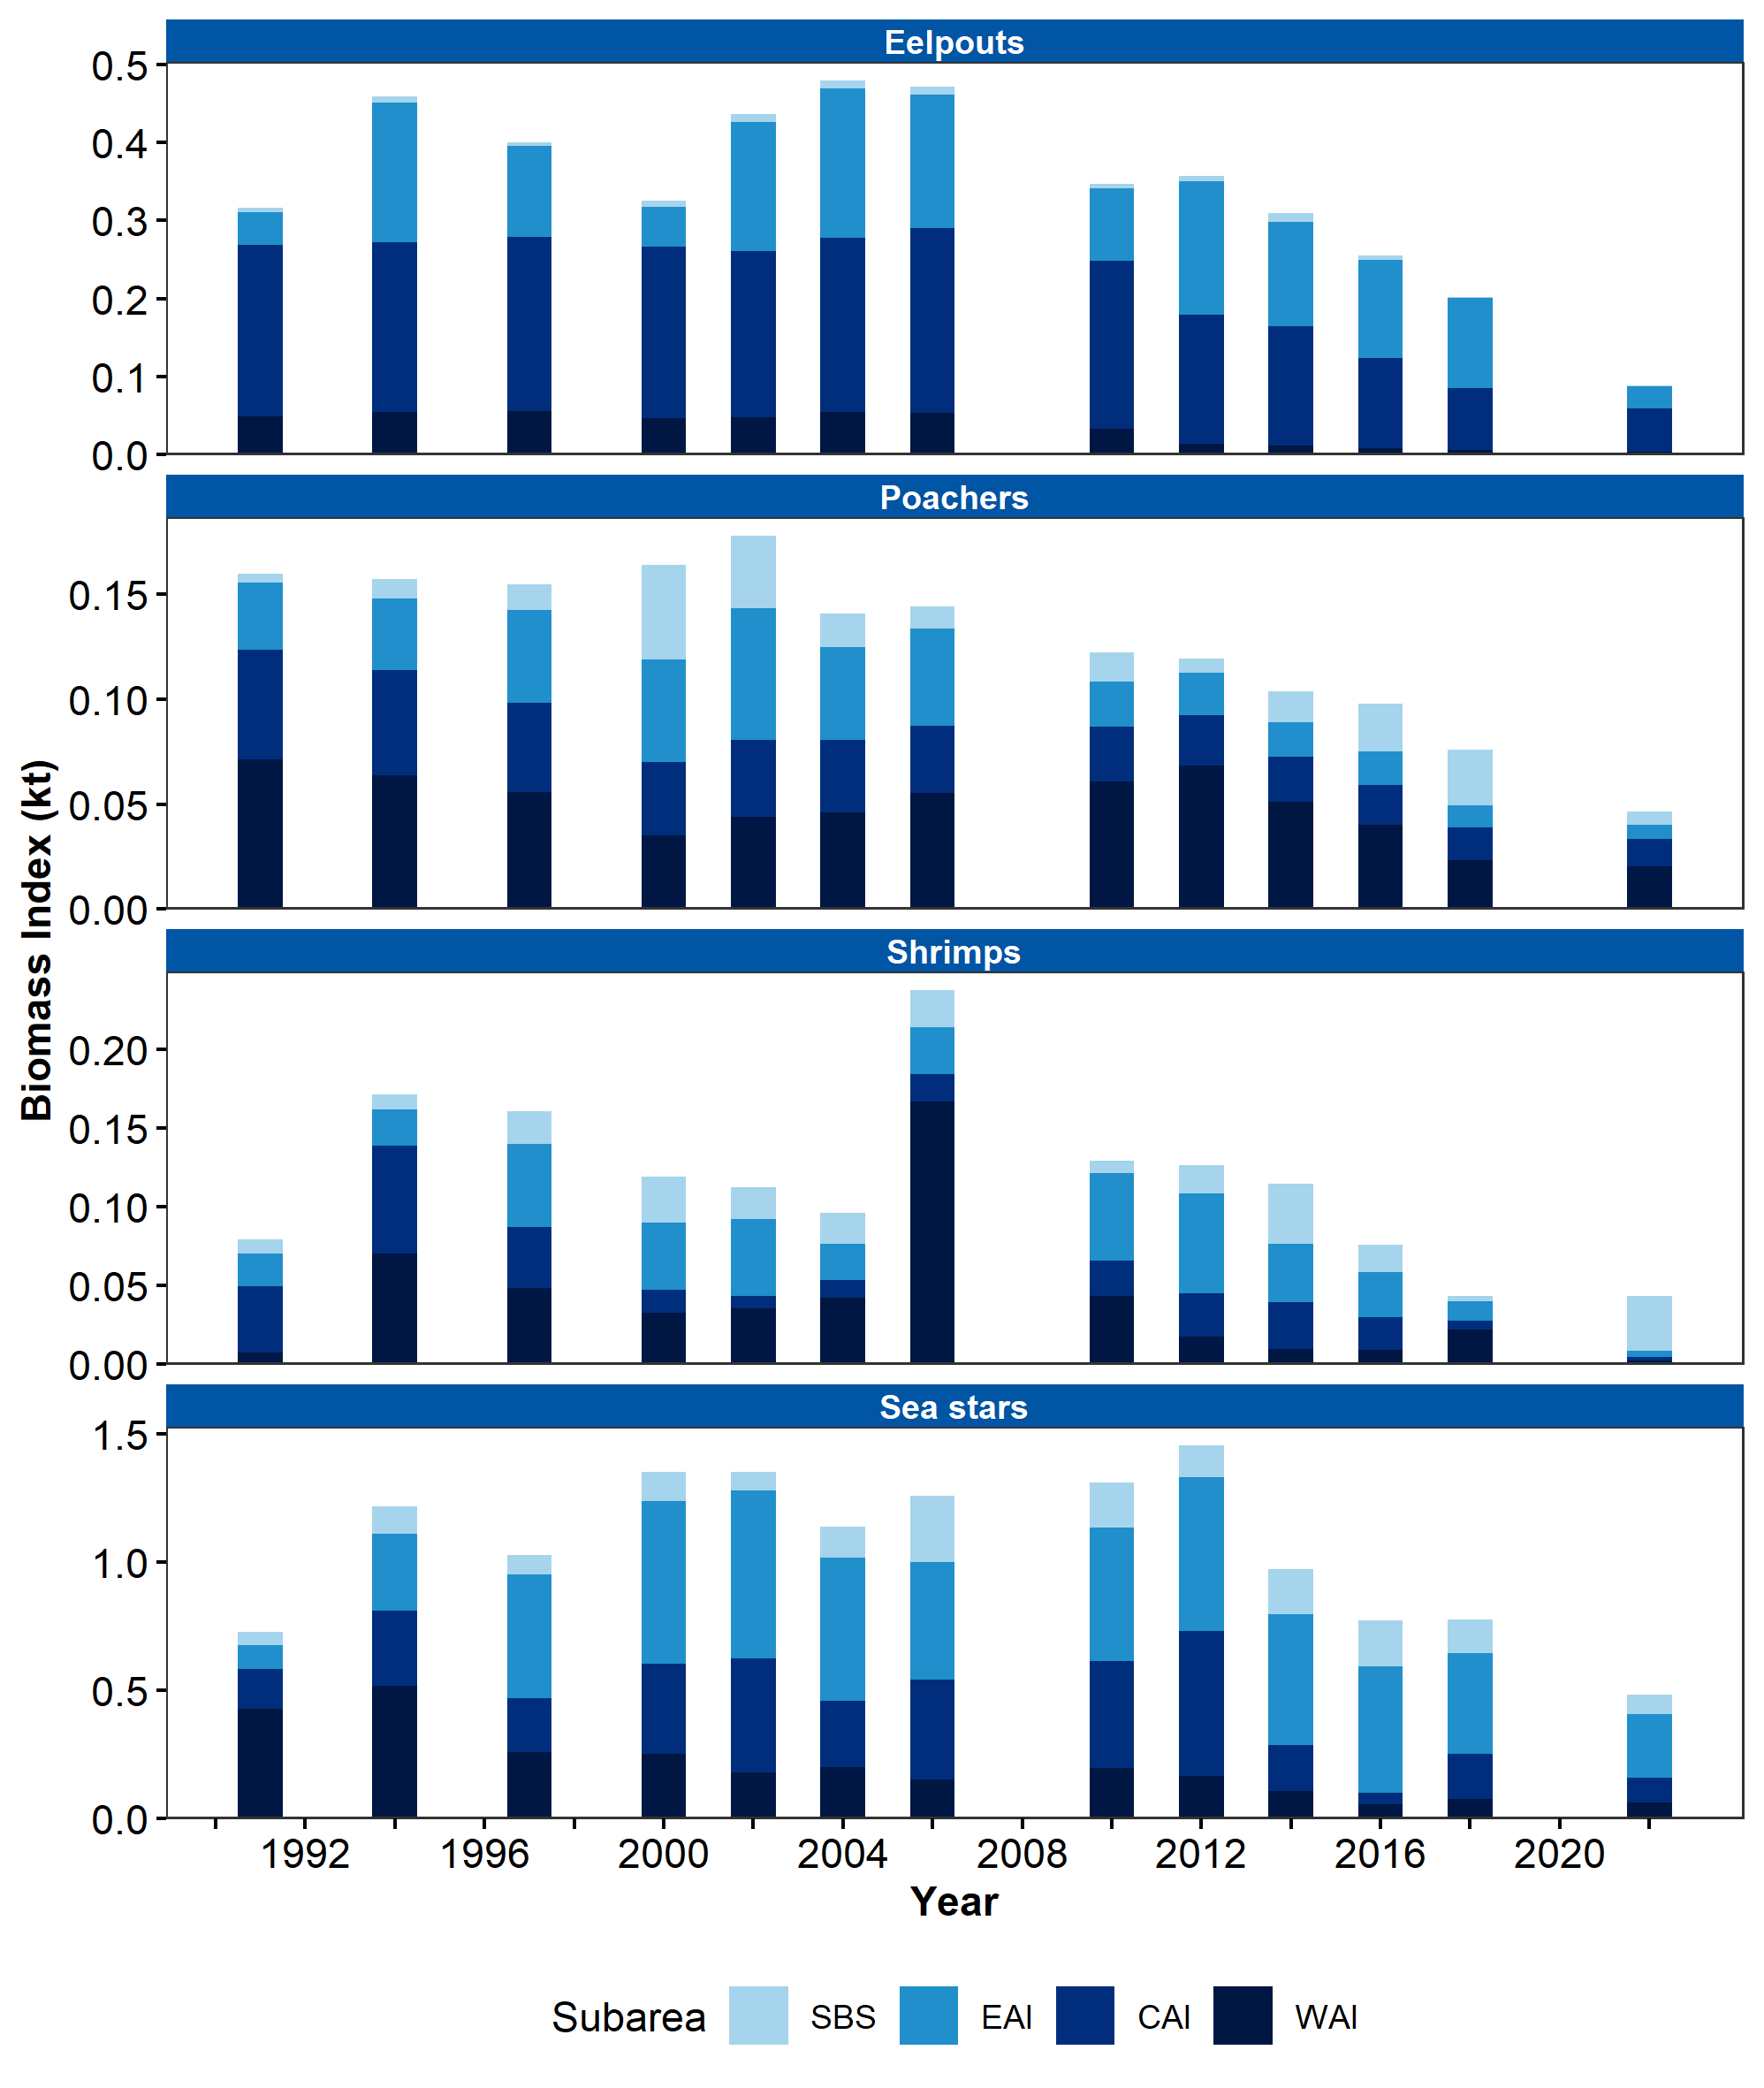 Eelpouts
0.5
0.4
0.3
0.2
0.1
0.0
Poachers
0.15
0.10
0.05
0.00
Shrimps
0.20
0.15
0.10
0.05
0.00
Sea stars
1.5
1.0
0.5
0.0
Biomass Index (kt)
1992 1996 2000 2004 2008 2012 2016 2020
Year
Subarea SBS EAI CAI WAI